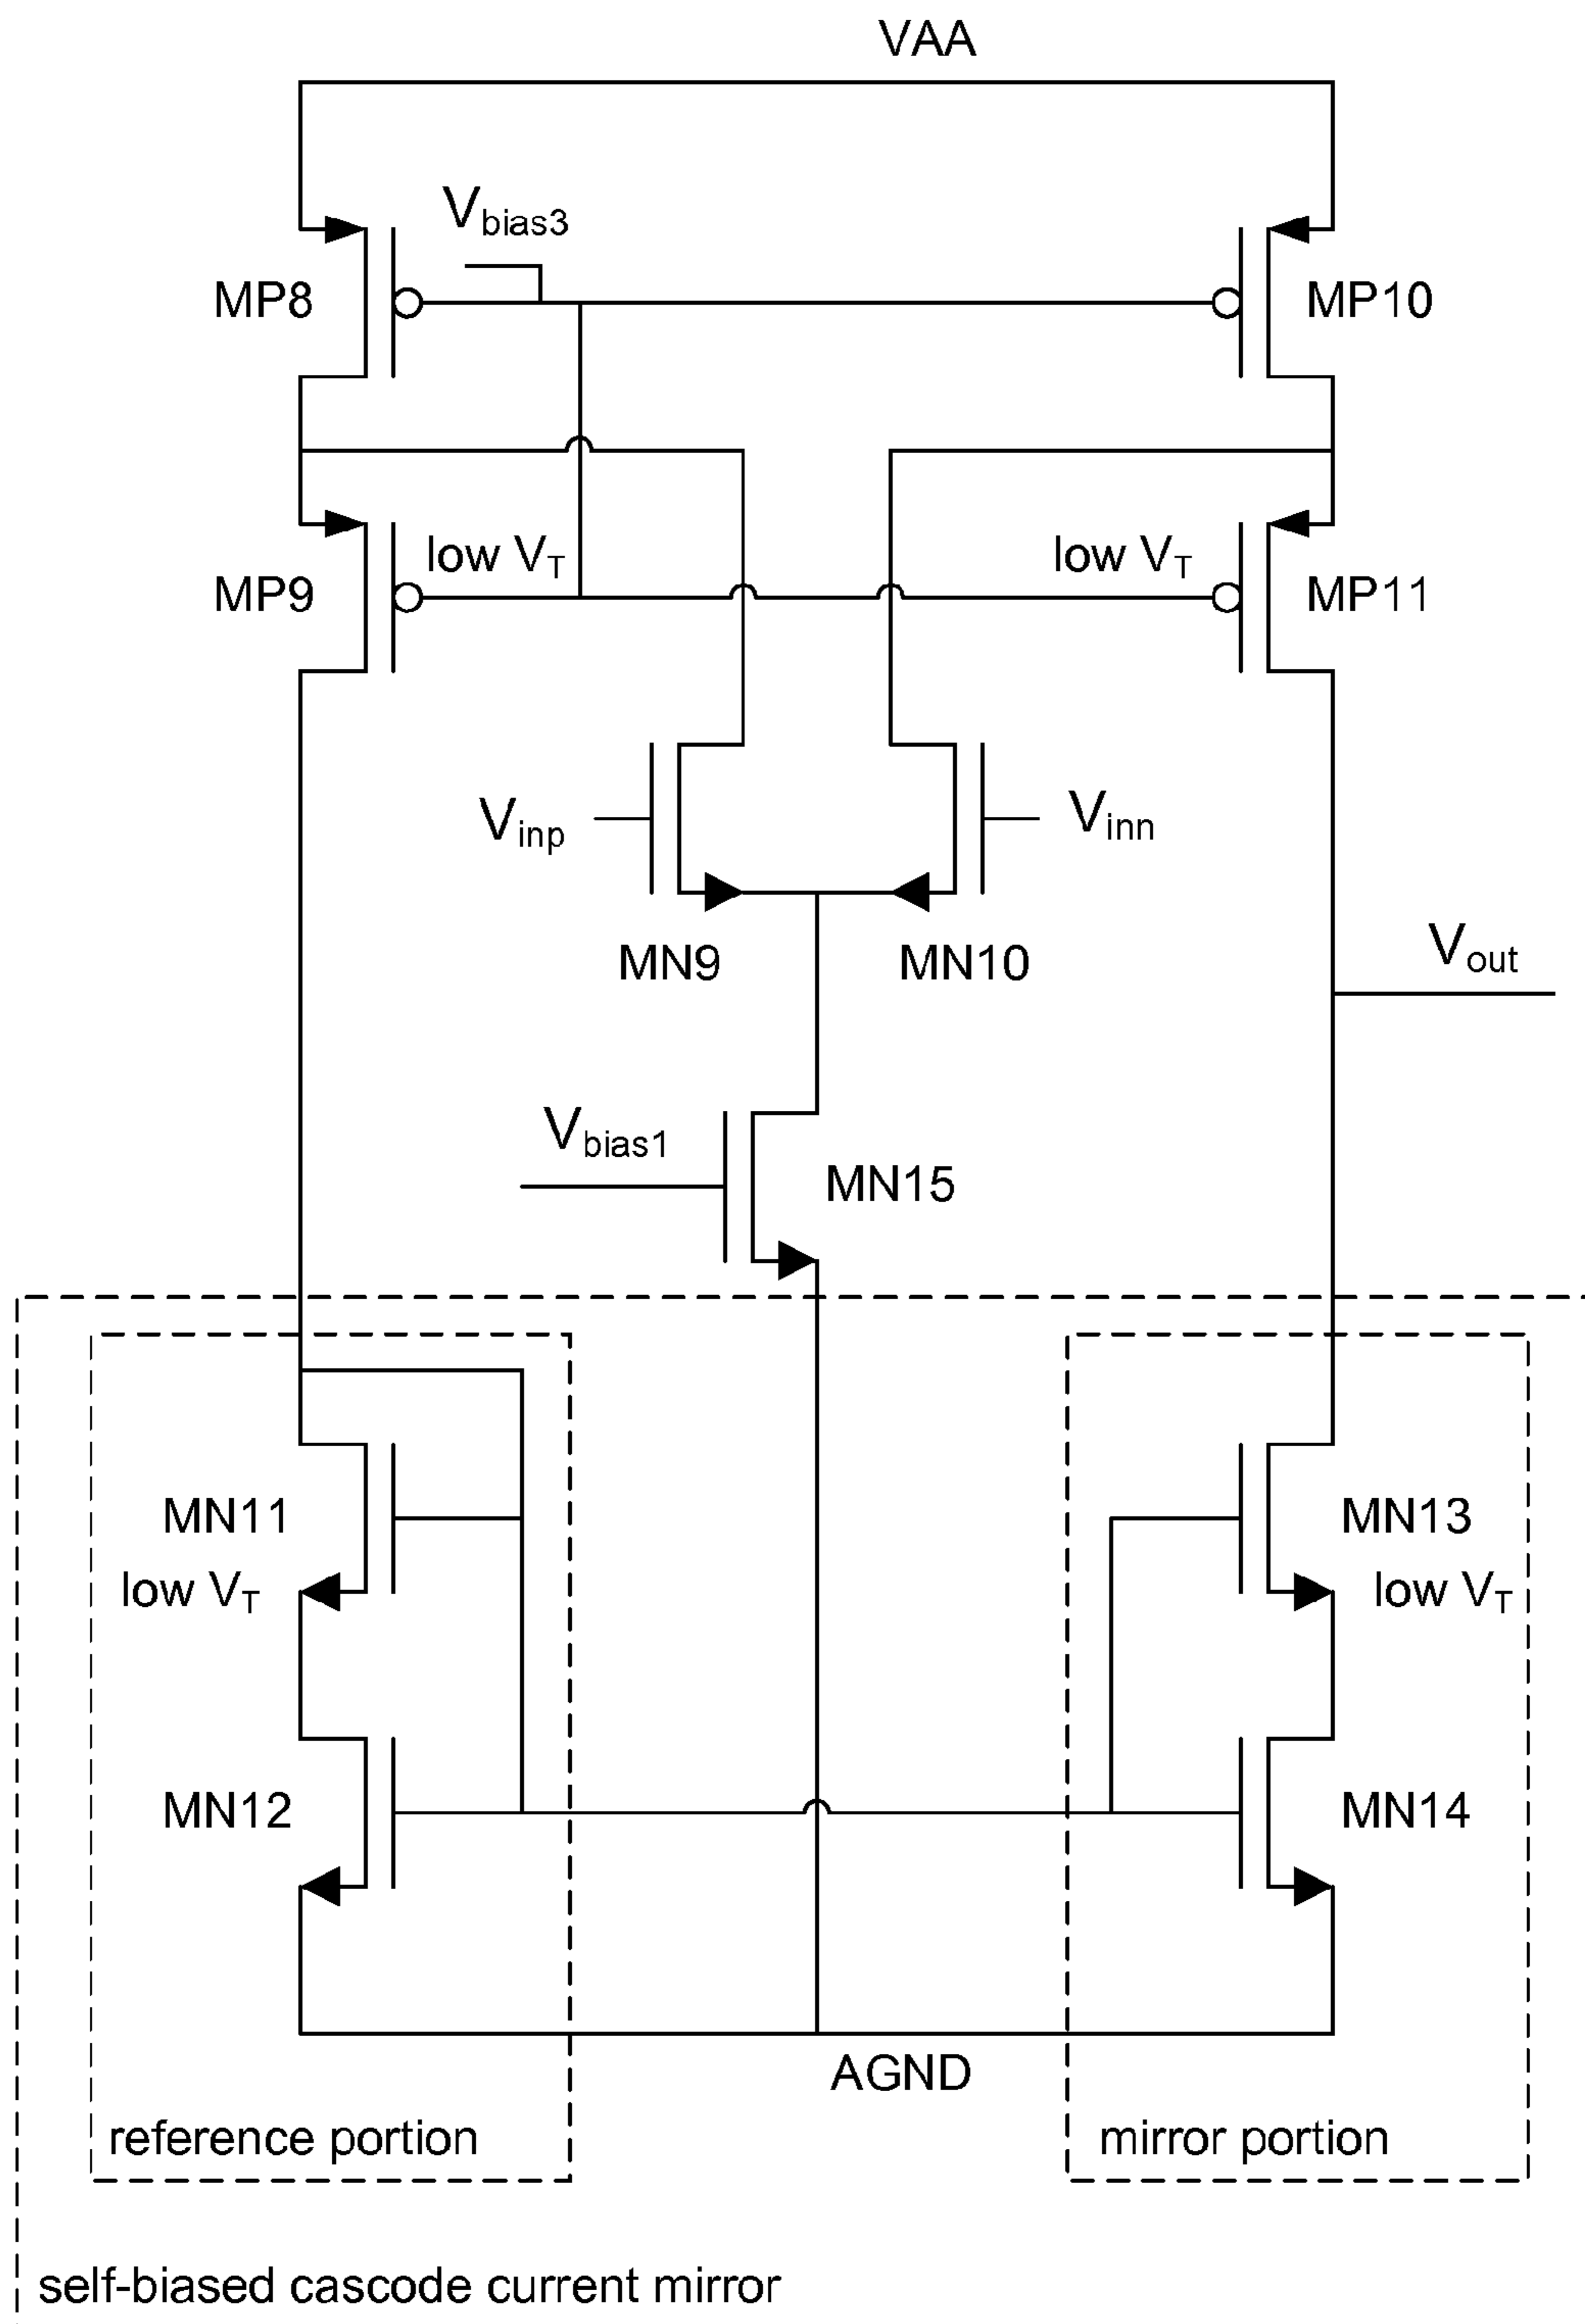 VAA
Vbias3
MP8
MP10
low VT
low VT
MP9
MP11
Vinp
Vinn
MN9
MN10
Vout
Vbias1
MN15
MN11
MN13
low VT
low VT
MN12
MN14
AGND
reference portion
mirror portion
self-biased cascode current mirror